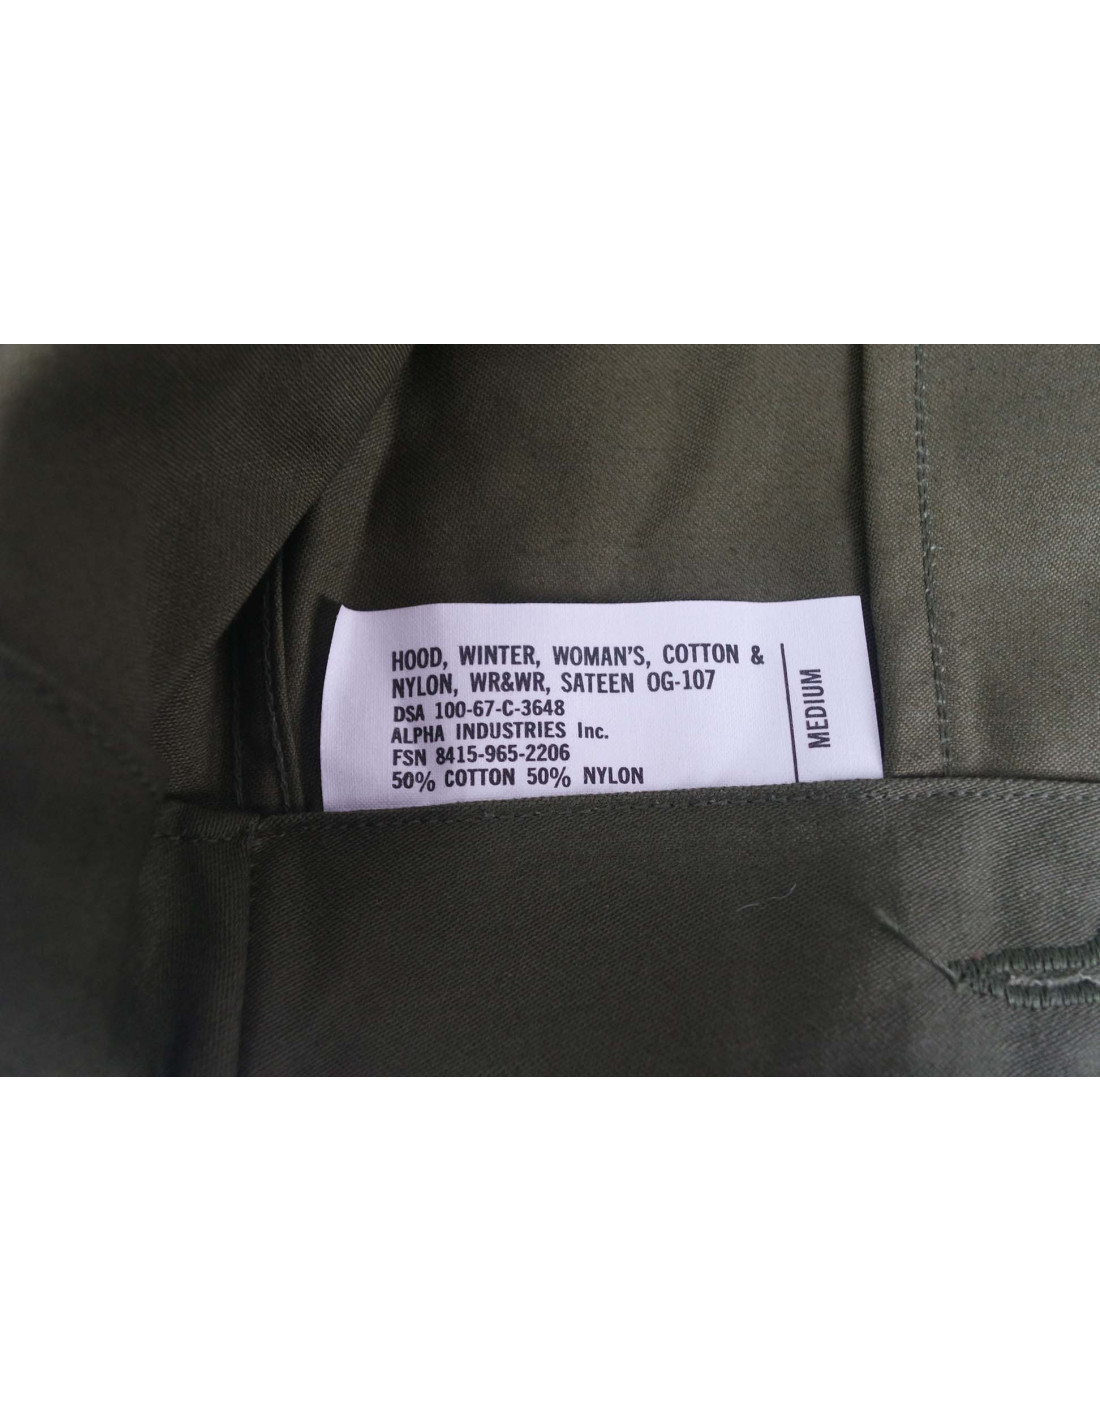 HOOD, WINTER, WOMAN'S, COTTON &
NYLON, WR&WR, SATEEN OG-107
DSA 100-67-C-3648
ALPHA INDUSTRIES Inc.
FSN 8415-965-2206
50% COTTON 50% NYLON
MEDIUM